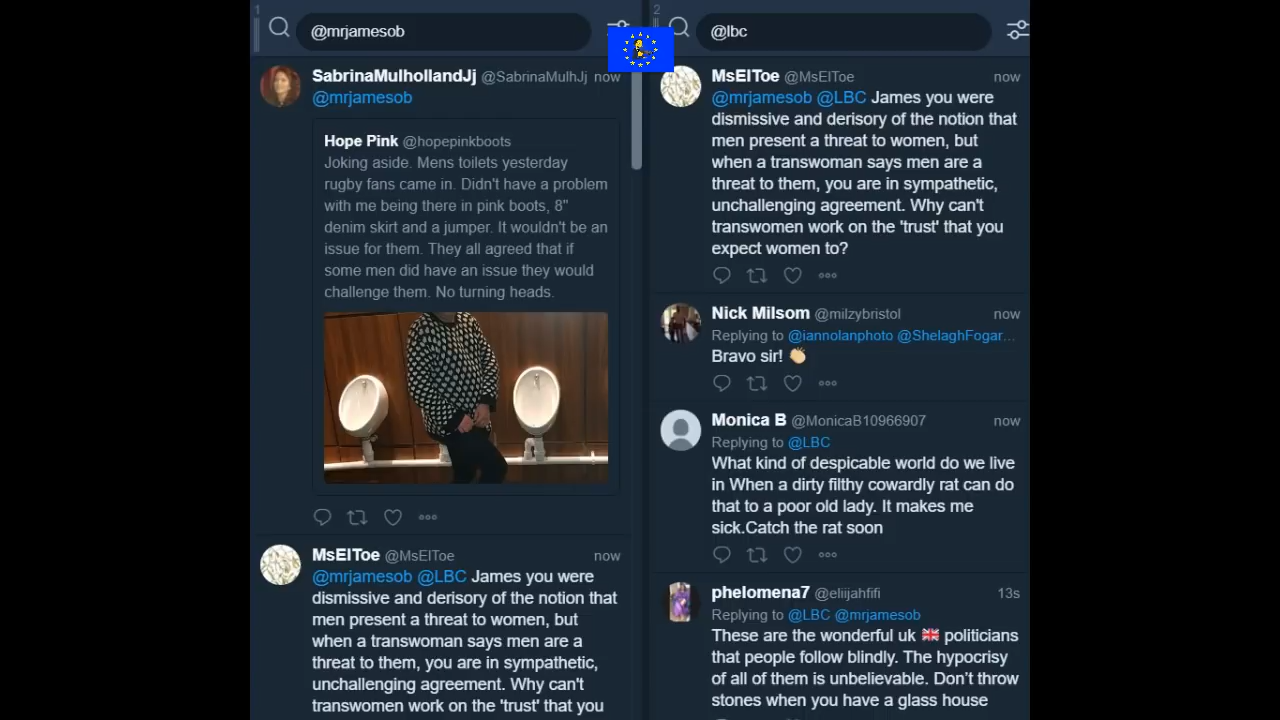 1
@mrjamesob
SabrinaMulhollandJj @SabrinaMulhJj now
@mrjamesob
Hope Pink @hopepinkboots
Joking aside. Mens toilets yesterday
rugby fans came in. Didn't have a problem
with me being there in pink boots, 8"
denim skirt and a jumper. It wouldn't be an
issue for them. They all agreed that if
some men did have an issue they would
challenge them. No turning heads.
MsElToe @MsElToe now
@mrjamesob @LBC James you were
dismissive and derisory of the notion that
men present a threat to women, but
when a transwoman says men are a
threat to them, you are in sympathetic,
unchallenging agreement. Why can't
transwomen work on the 'trust' that you
2
@lbc
MsElToe @MsElToe now
@mrjamesob @LBC James you were
dismissive and derisory of the notion that
men present a threat to women, but
when a transwoman says men are a
threat to them, you are in sympathetic,
unchallenging agreement. Why can't
transwomen work on the 'trust' that you
expect women to?
Nick Milsom @milzybristol now
Replying to @iannolanphoto @ShelaghFogar...
Bravo sir! 👏🏼
Monica B @MonicaB10966907 now
Replying to @LBC
What kind of despicable world do we live
in When a dirty filthy cowardly rat can do
that to a poor old lady. It makes me
sick.Catch the rat soon
phelomena7 @eliijahfifi 13s
Replying to @LBC @mrjamesob
These are the wonderful uk 🇬🇧 politicians
that people follow blindly. The hypocrisy
of all of them is unbelievable. Don’t throw
stones when you have a glass house